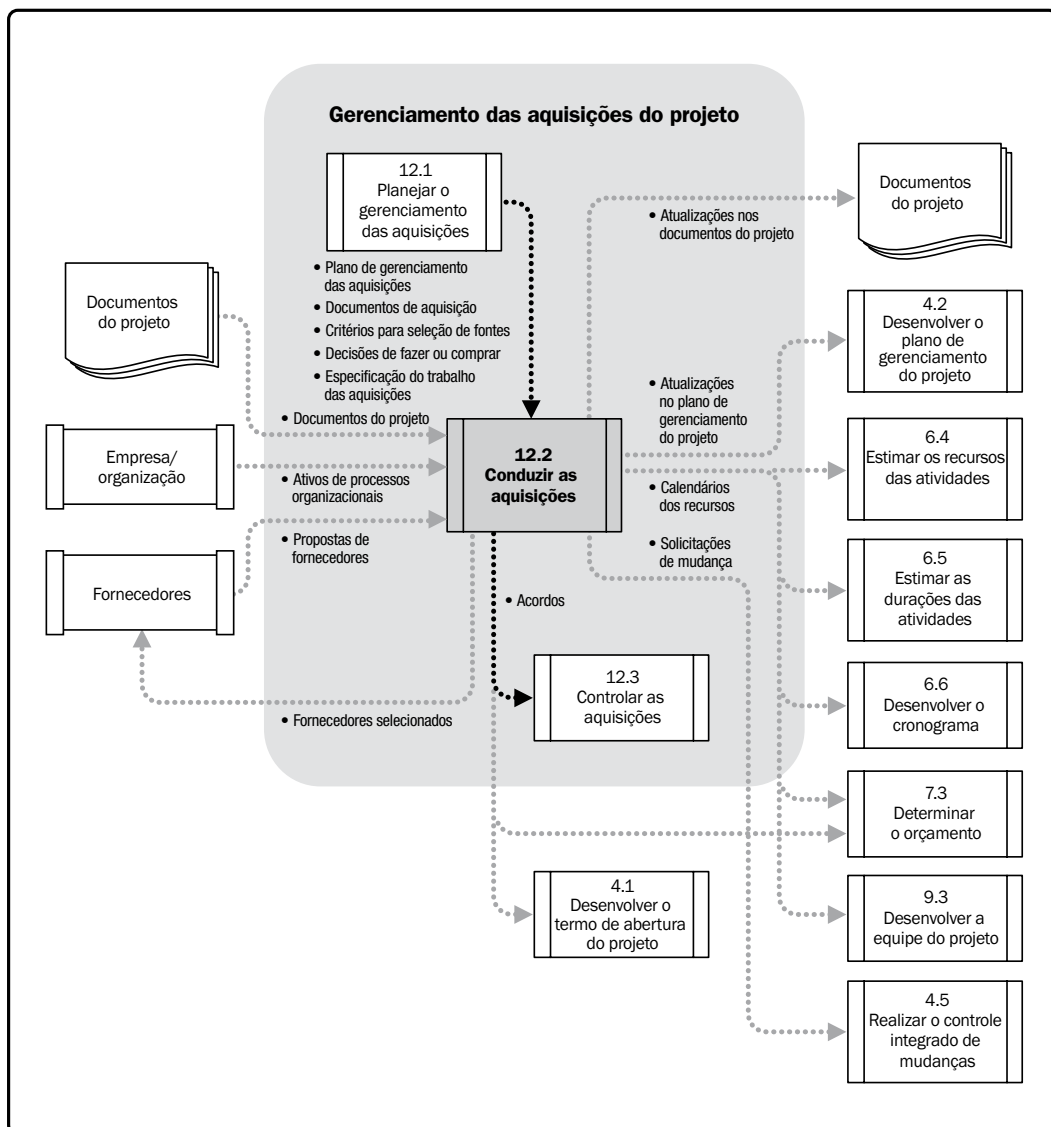 Gerenciamento das aquisições do projeto
12.1
Planejar o
gerenciamento
das aquisições
• Plano de gerenciamento
das aquisições
• Documentos de aquisição
• Critérios para seleção de fontes
• Decisões de fazer ou comprar
• Especificação do trabalho
das aquisições
Documentos
do projeto
• Documentos do projeto
Empresa/
organização
• Ativos de processos
organizacionais
Fornecedores
• Propostas de
fornecedores
12.2
Conduzir as
aquisições
• Fornecedores selecionados
• Acordos
12.3
Controlar as
aquisições
4.1
Desenvolver o
termo de abertura
do projeto
• Atualizações nos
documentos do projeto
• Atualizações
no plano de
gerenciamento
do projeto
• Calendários
dos recursos
• Solicitações
de mudança
Documentos
do projeto
4.2
Desenvolver o
plano de
gerenciamento
do projeto
6.4
Estimar os recursos
das atividades
6.5
Estimar as
durações das
atividades
6.6
Desenvolver o
cronograma
7.3
Determinar
o orçamento
9.3
Desenvolver a
equipe do projeto
4.5
Realizar o controle
integrado de
mudanças